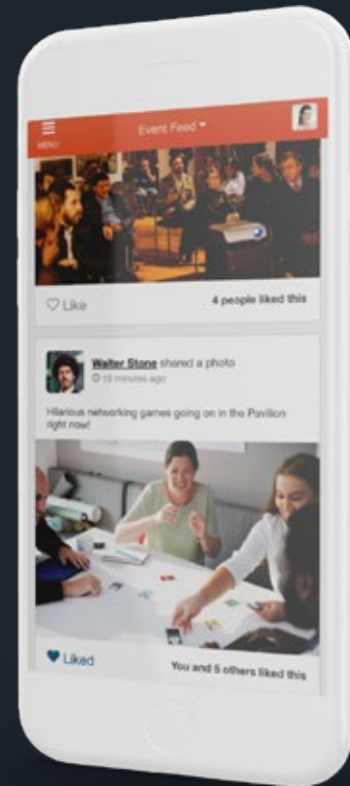 MENU
Event Feed
Like
4 people liked this
Walter Stone shared a photo
18 minutes ago
Hilarious networking games going on in the Pavilion
right now!
Liked
You and 5 others liked this